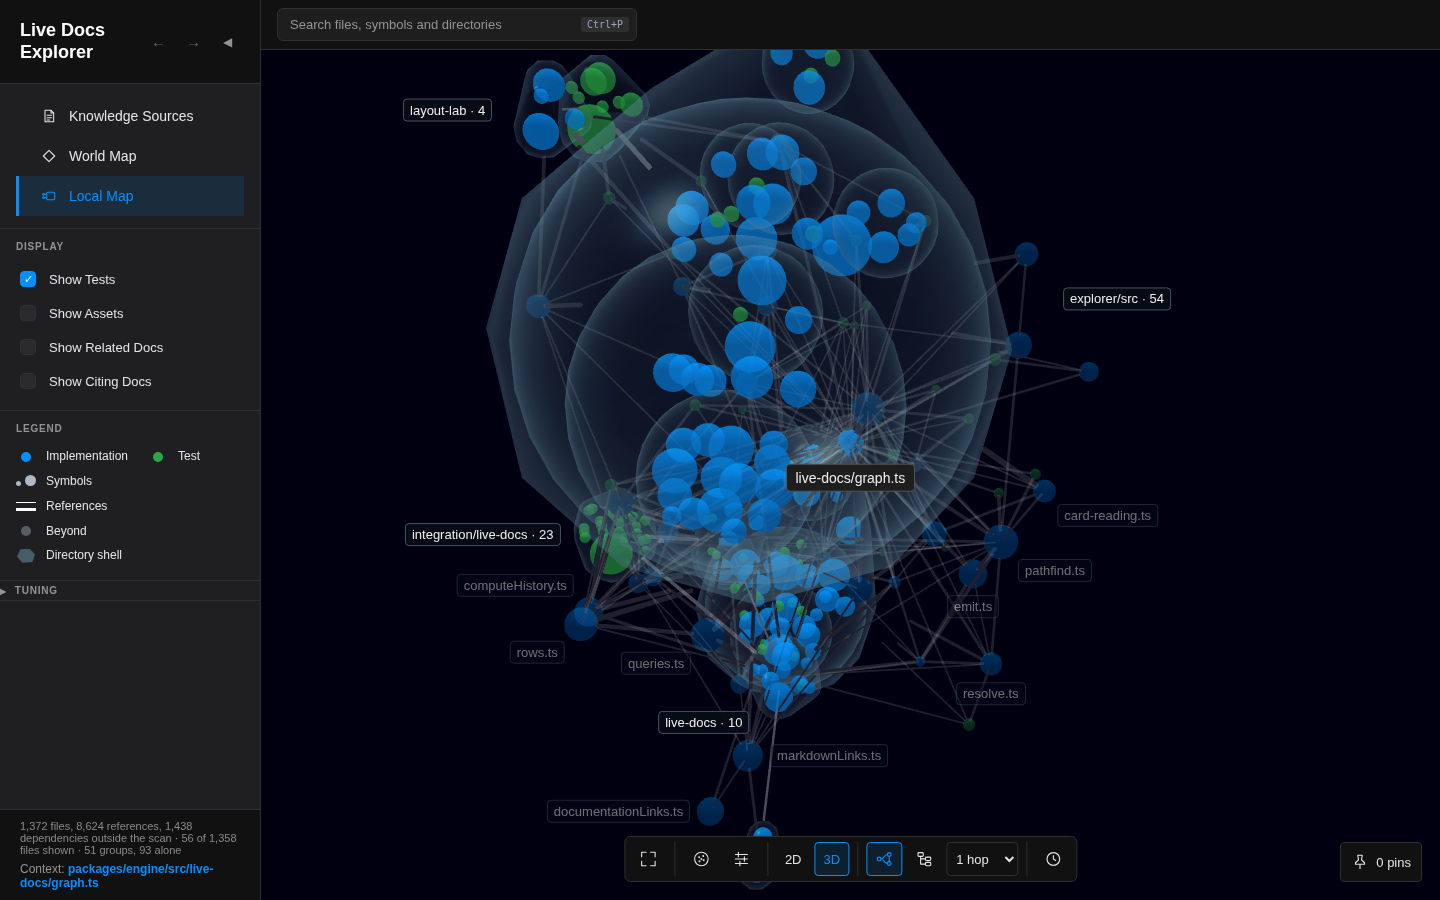 Live Docs
Explorer
← → ◀
Search files, symbols and directories
Ctrl+P
Knowledge Sources
World Map
Local Map
DISPLAY
Show Tests
Show Assets
Show Related Docs
Show Citing Docs
LEGEND
Implementation
Test
Symbols
References
Beyond
Directory shell
TUNING
1,372 files, 8,624 references, 1,438
dependencies outside the scan · 56 of 1,358
files shown · 51 groups, 93 alone
Context: packages/engine/src/live-
docs/graph.ts
layout-lab · 4
explorer/src · 54
live-docs/graph.ts
card-reading.ts
integration/live-docs · 23
pathfind.ts
computeHistory.ts
emit.ts
rows.ts
queries.ts
resolve.ts
live-docs · 10
markdownLinks.ts
documentationLinks.ts
2D
3D
1 hop
0 pins